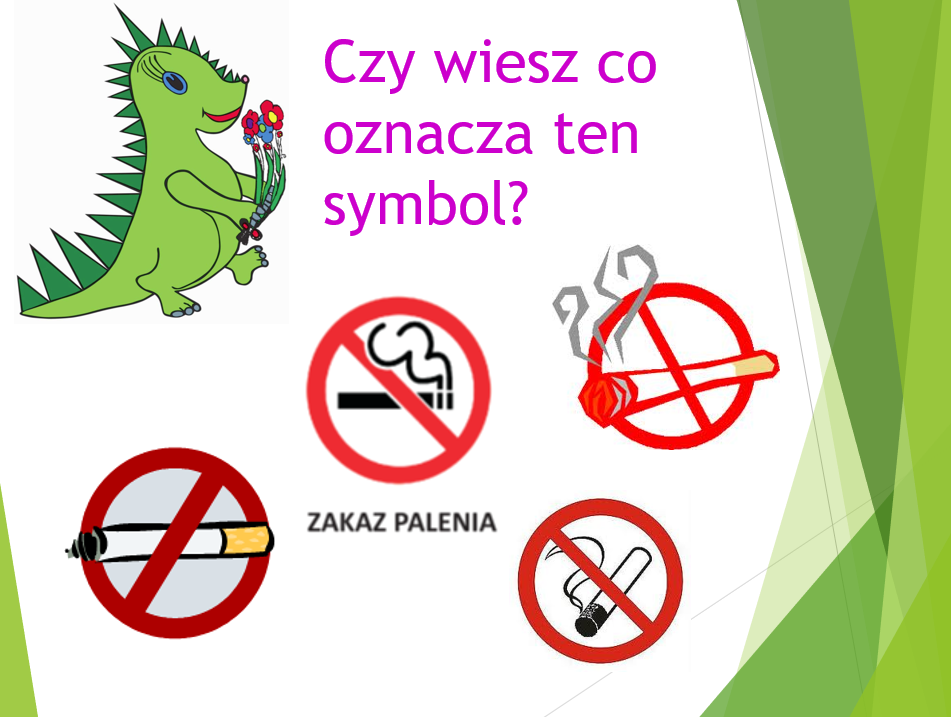 Czy wiesz co
oznacza ten
symbol?
ZAKAZ PALENIA